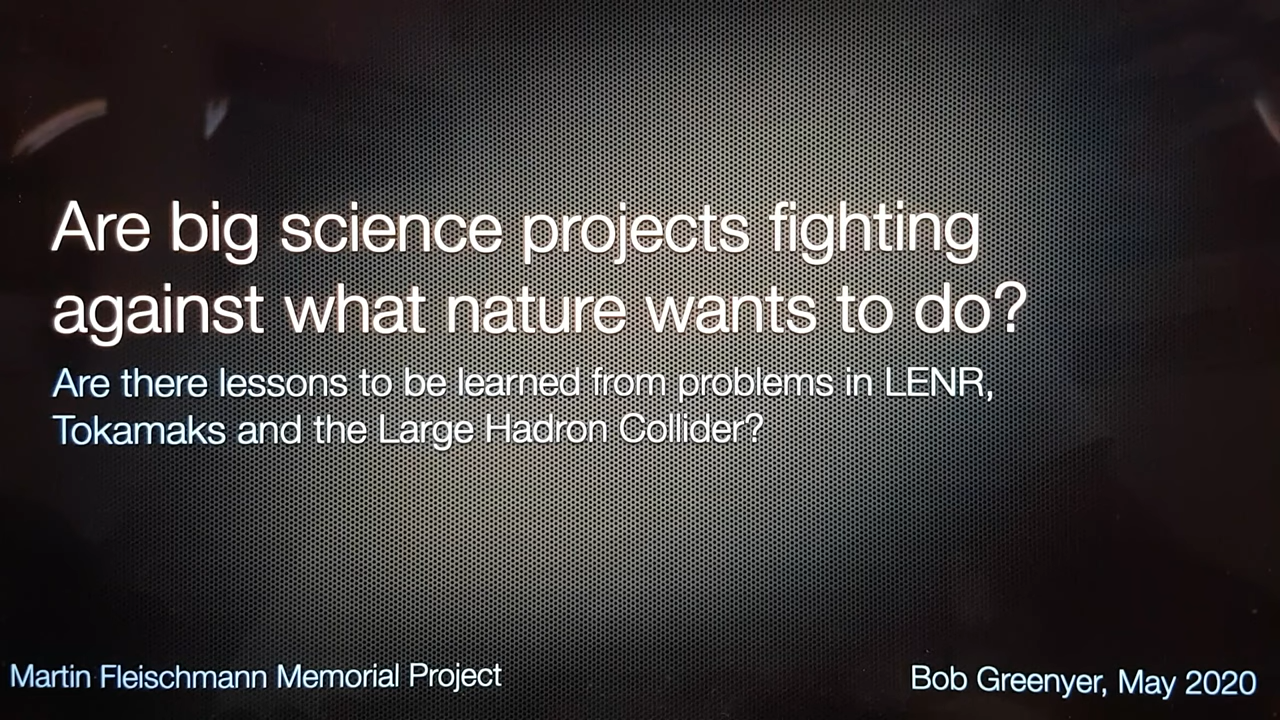 Are big science projects fighting
against what nature wants to do?
Are there lessons to be learned from problems in LENR,
Tokamaks and the Large Hadron Collider?
Martin Fleischmann Memorial Project
Bob Greenyer, May 2020